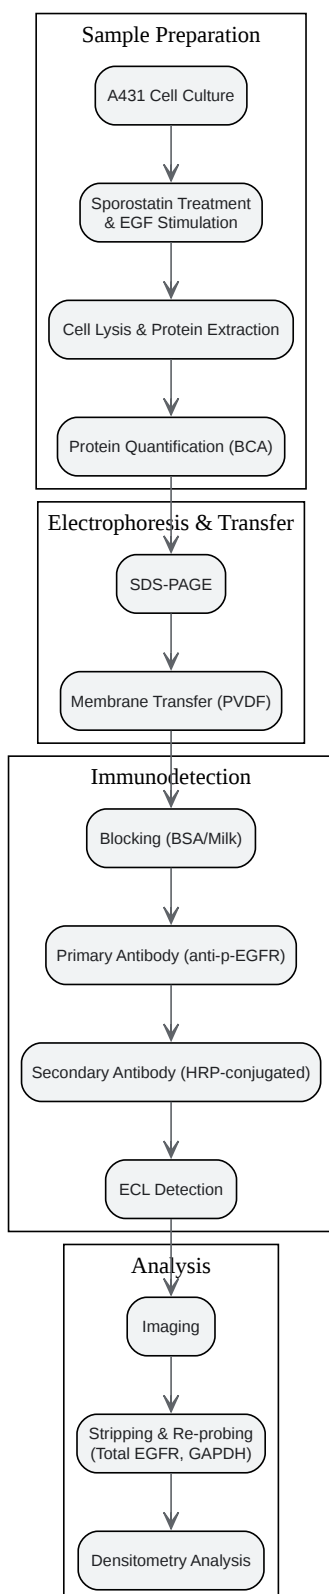 Sample Preparation
A431 Cell Culture
Sporostatin Treatment
& EGF Stimulation
Cell Lysis & Protein Extraction
Protein Quantification (BCA)
Electrophoresis & Transfer
SDS-PAGE
Membrane Transfer (PVDF)
Immunodetection
Blocking (BSA/Milk)
Primary Antibody (anti-p-EGFR)
Secondary Antibody (HRP-conjugated)
ECL Detection
Analysis
Imaging
Stripping & Re-probing
(Total EGFR, GAPDH)
Densitometry Analysis